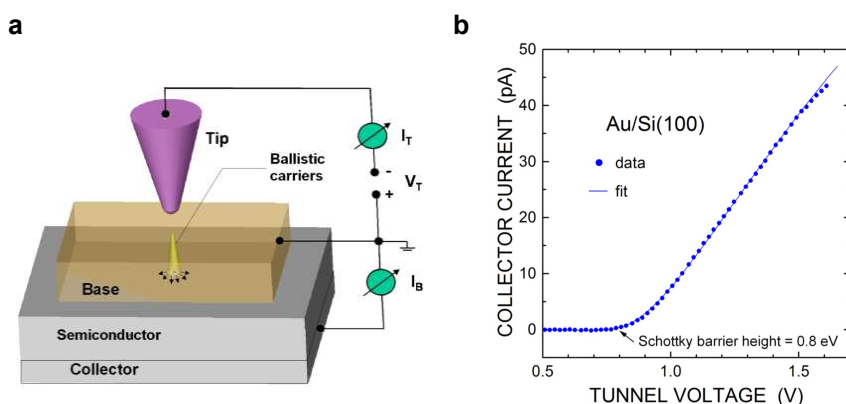 a
Tip
Ballistic
carriers
I_T
-
V_T
+
Base
I_B
Semiconductor
Collector
b
COLLECTOR CURRENT (pA)
50
40
30
20
10
0
Au/Si(100)
data
fit
Schottky barrier height = 0.8 eV
0.5 1.0 1.5
TUNNEL VOLTAGE (V)